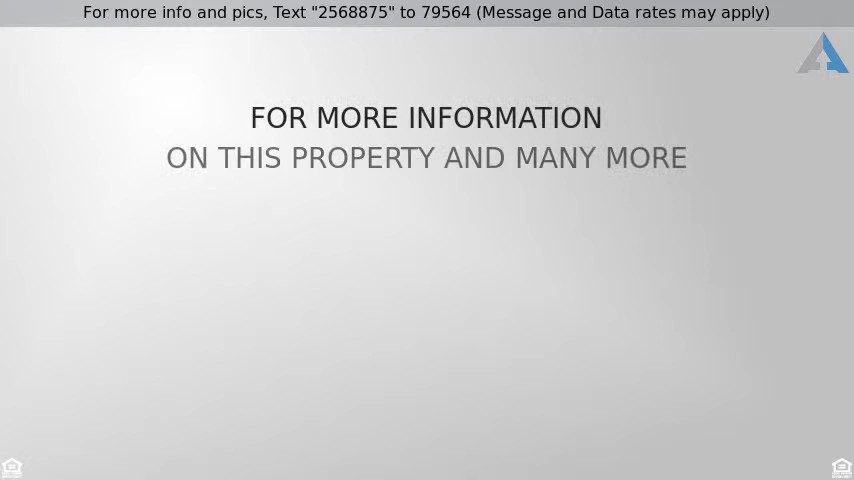 For more info and pics, Text "2568875" to 79564 (Message and Data rates may apply)
FOR MORE INFORMATION
ON THIS PROPERTY AND MANY MORE